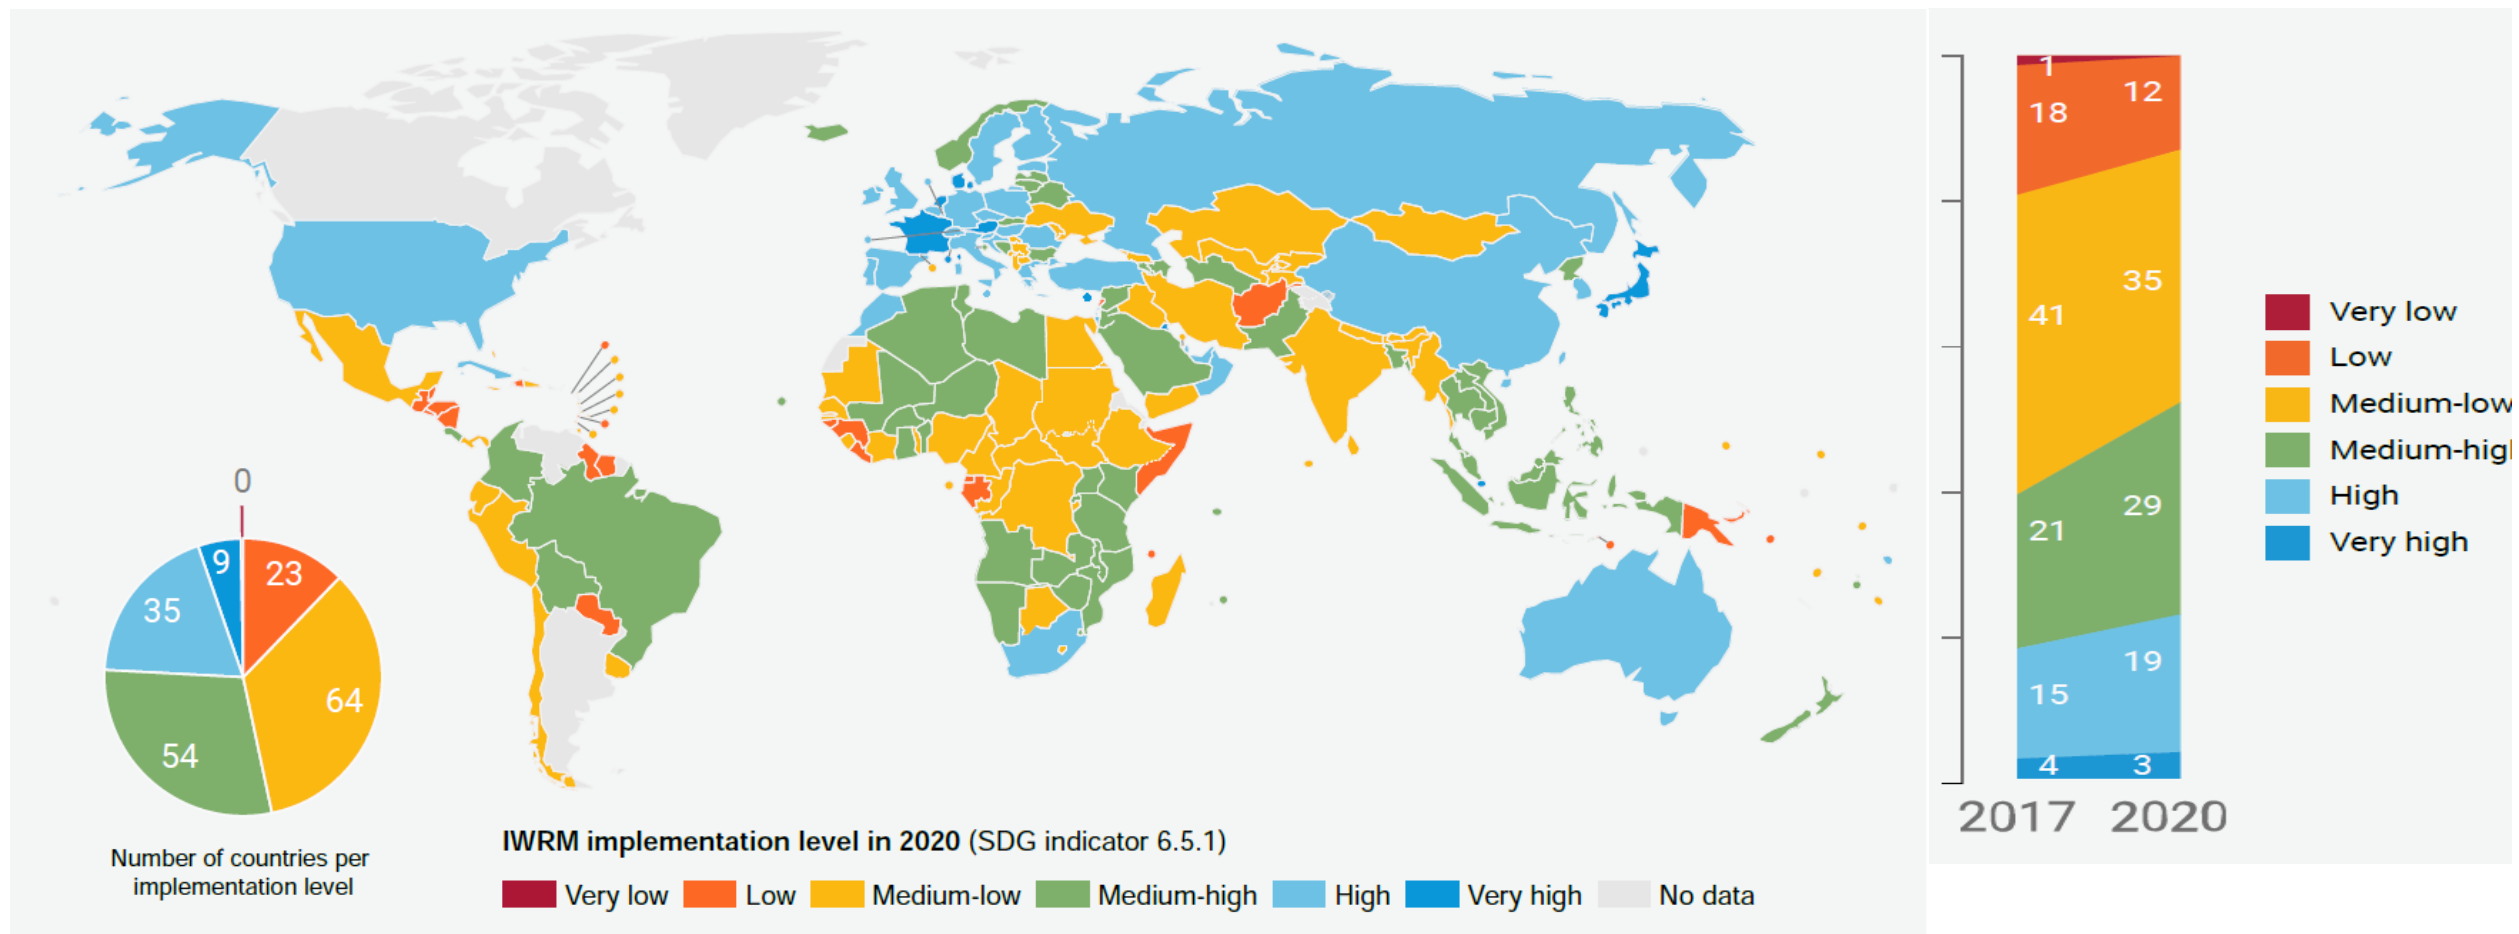 0
9
23
35
64
54
Number of countries per
implementation level
IWRM implementation level in 2020 (SDG indicator 6.5.1)
Very low
Low
Medium-low
Medium-high
High
Very high
No data
1
12
18
35
41
29
21
19
15
4
3
2017
2020
Very low
Low
Medium-low
Medium-high
High
Very high